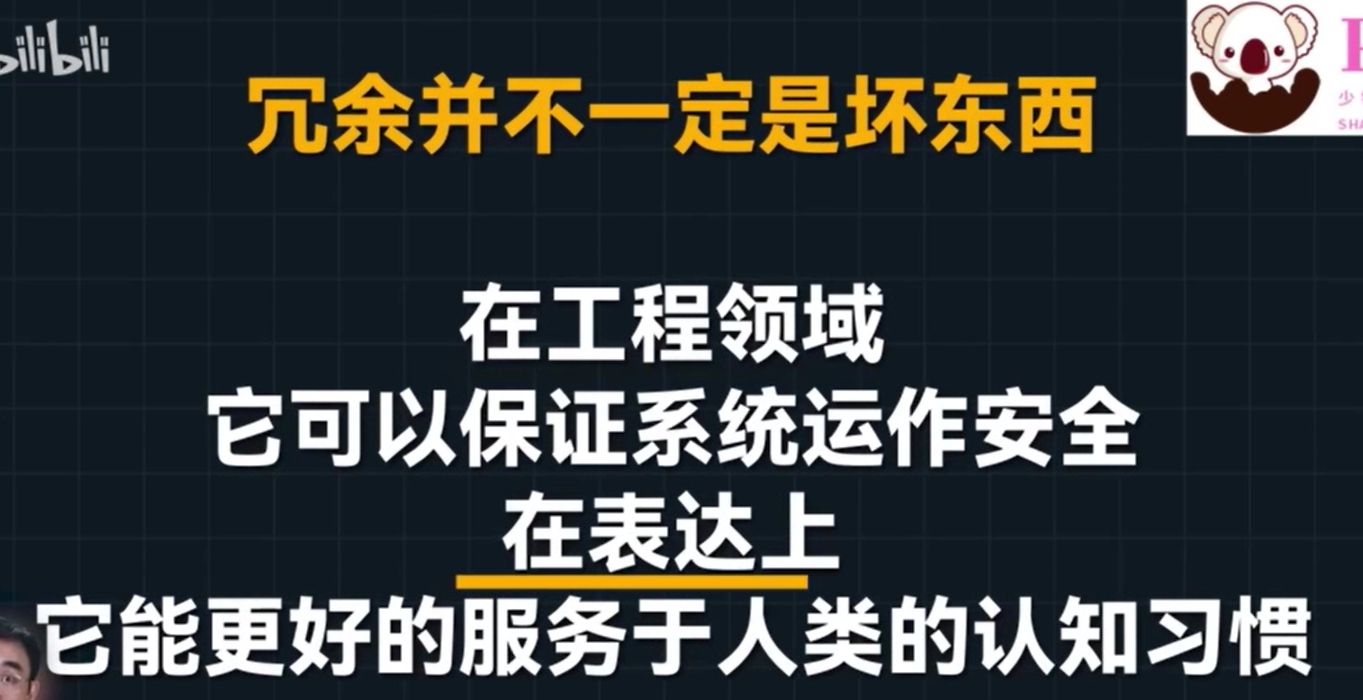 bilibili
冗余并不一定是坏东西
在工程领域
它可以保证系统运作安全
在表达上
它能更好的服务于人类的认知习惯